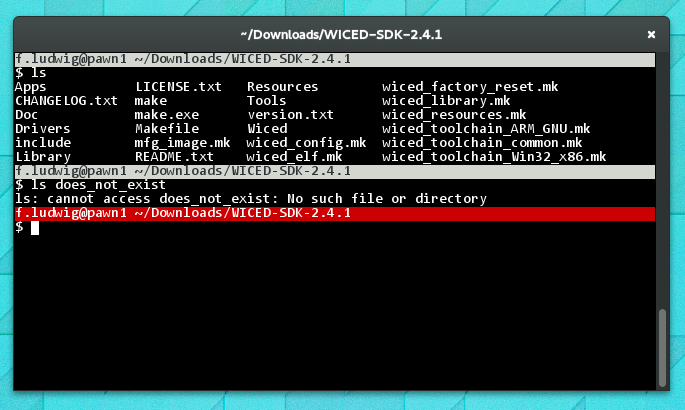 ~/Downloads/WICED-SDK-2.4.1
f.ludwig@pawn1 ~/Downloads/WICED-SDK-2.4.1
$ ls
Apps LICENSE.txt Resources wiced_factory_reset.mk
CHANGELOG.txt make Tools wiced_library.mk
Doc make.exe version.txt wiced_resources.mk
Drivers Makefile Wiced wiced_toolchain_ARM_GNU.mk
include mfg_image.mk wiced_config.mk wiced_toolchain_common.mk
Library README.txt wiced_elf.mk wiced_toolchain_Win32_x86.mk
f.ludwig@pawn1 ~/Downloads/WICED-SDK-2.4.1
$ ls does_not_exist
ls: cannot access does_not_exist: No such file or directory
f.ludwig@pawn1 ~/Downloads/WICED-SDK-2.4.1
$